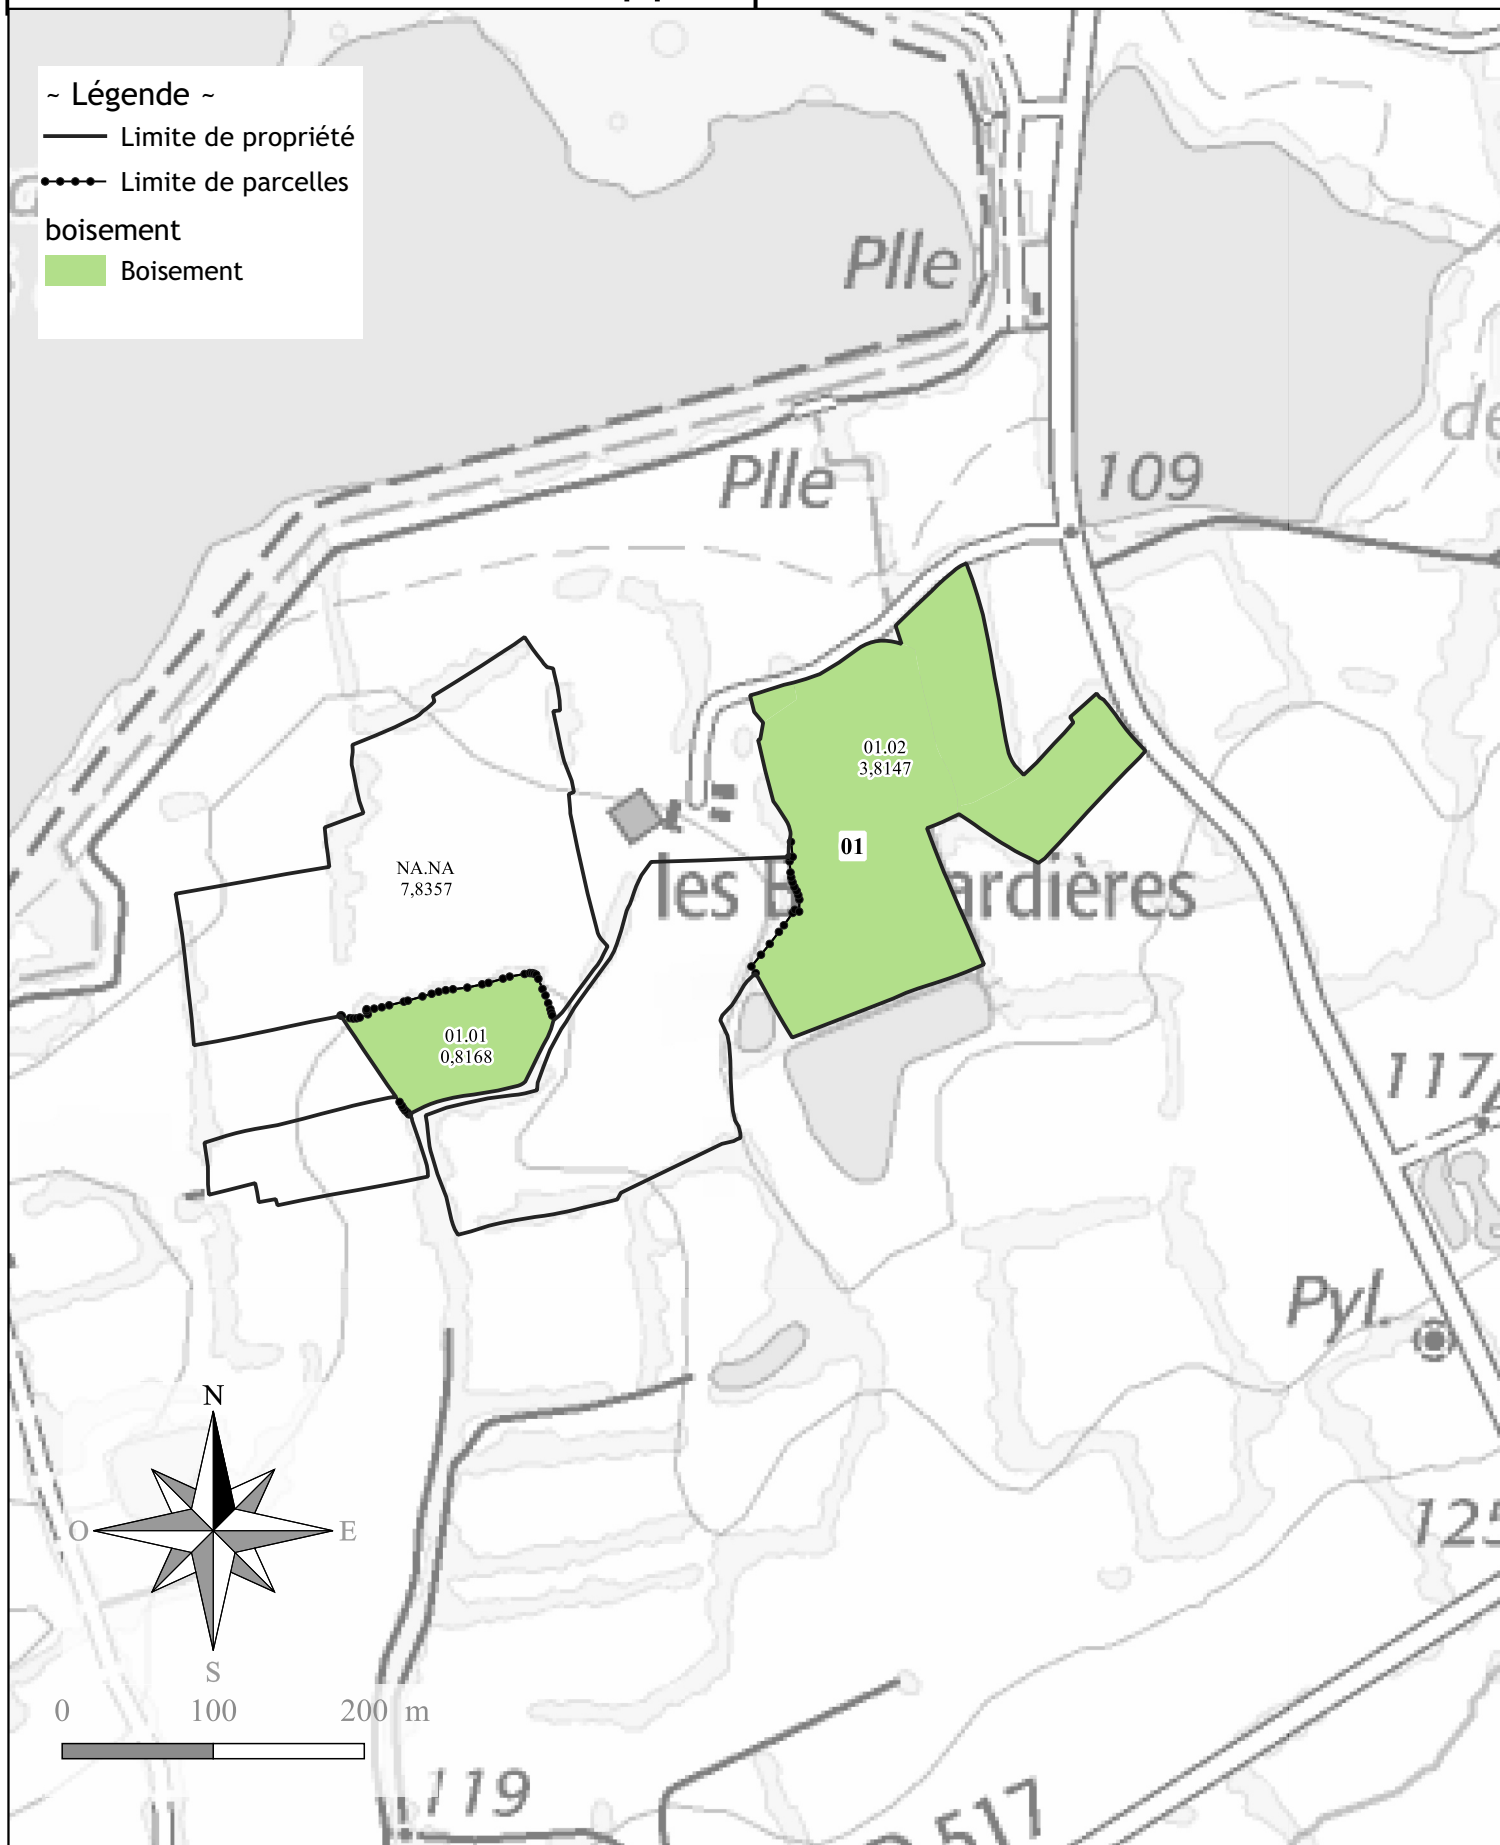 ~ Légende ~
Limite de propriété
Limite de parcelles
boisement
Boisement
Plle
de
Plle
109
01.02
3,8147
01
NA.NA
7,8357
les B ardières
01.01
0,8168
117
Pyl.
N
O
E
S
125
0 100 200 m
119
517